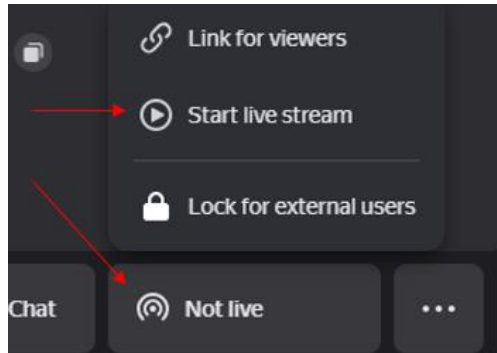 Link for viewers
Start live stream
Lock for external users
Chat
Not live